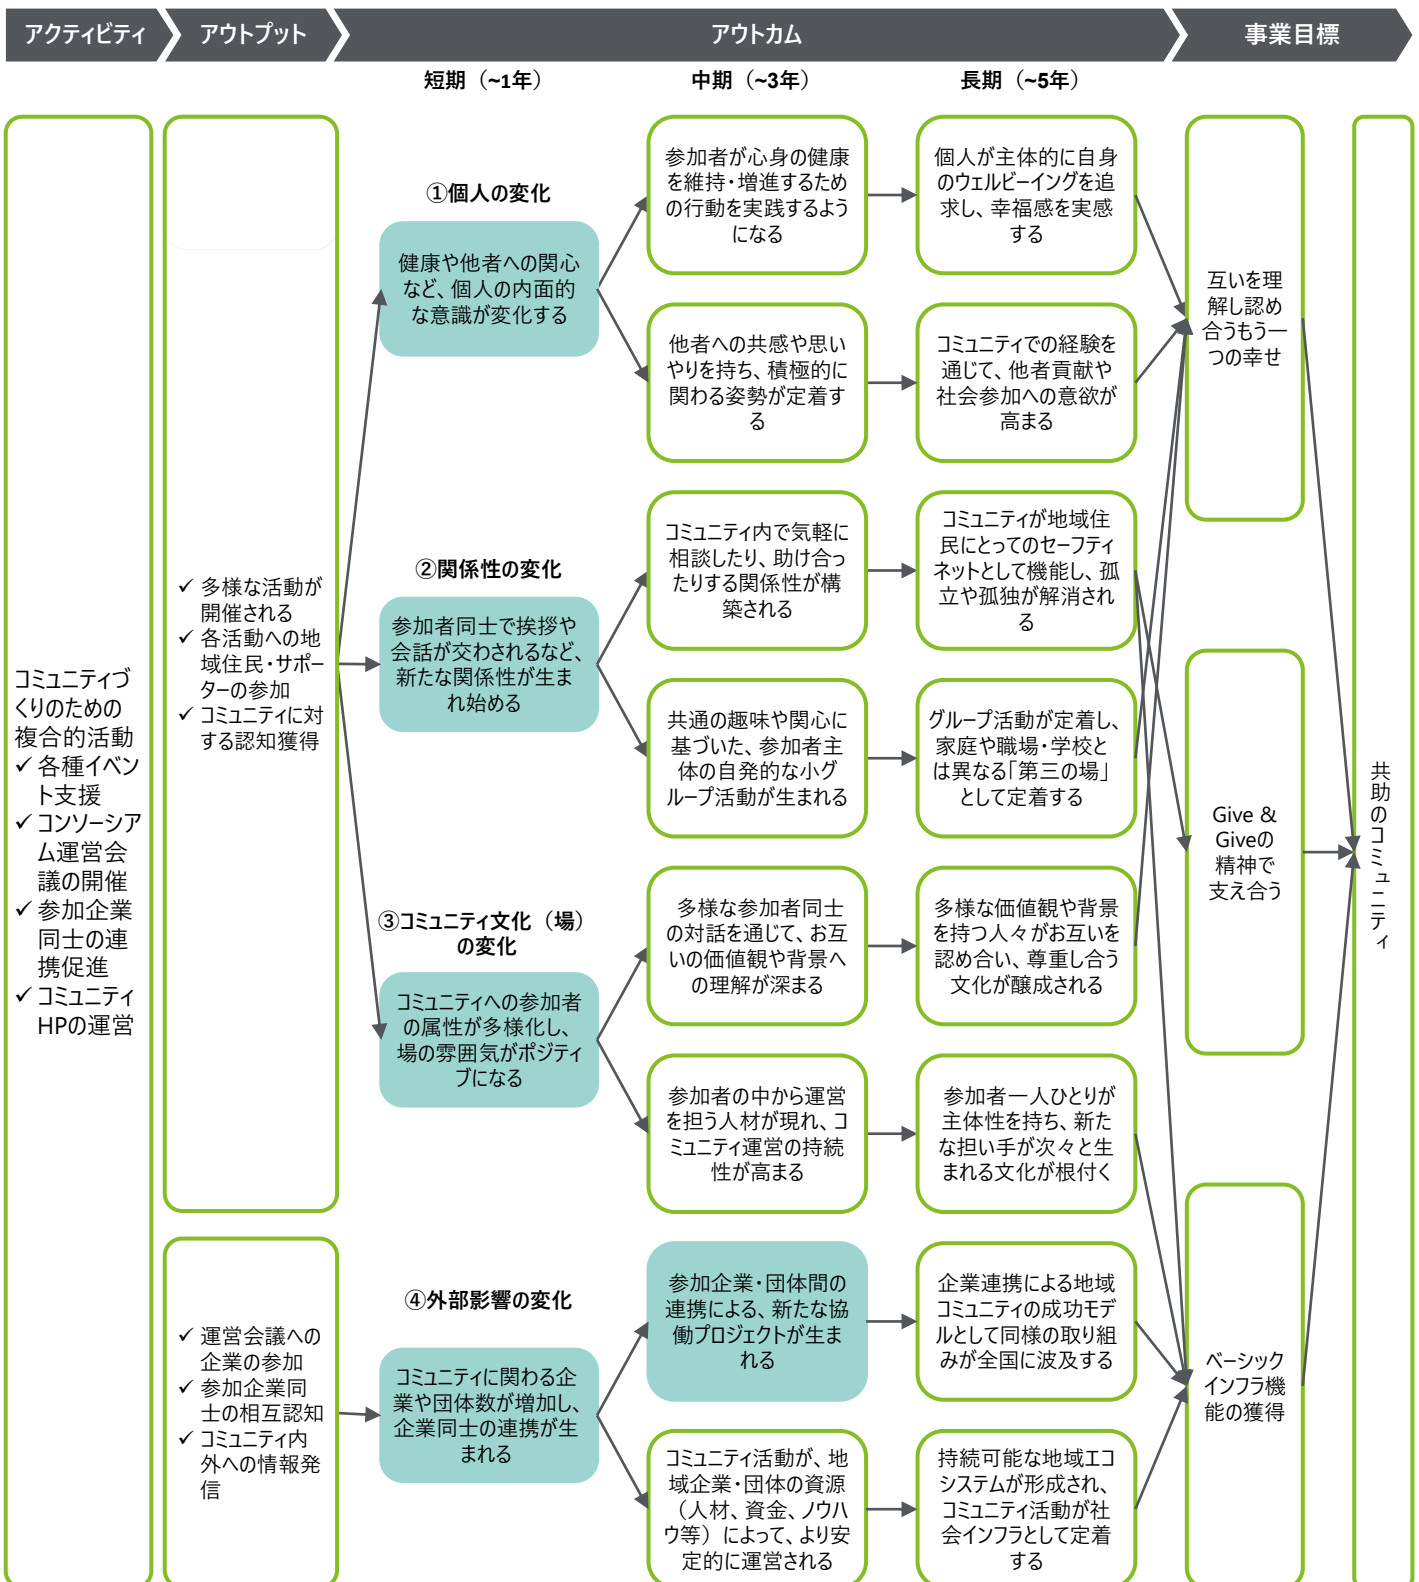 アクティビティ
アウトプット
アウトカム
事業目標
短期（~1年）
中期（~3年）
長期（~5年）
コミュニティづ
くりのための
複合的活動
✓ 各種イベン
ト支援
✓ コンソーシア
ム運営会
議の開催
✓ 参加企業
同士の連
携促進
✓ コミュニティ
HPの運営
✓ 多様な活動が
開催される
✓ 各活動への地
域住民・サポー
ターの参加
✓ コミュニティに対
する認知獲得
✓ 運営会議への
企業の参加
✓ 参加企業同
士の相互認知
✓ コミュニティ内
外への情報発
信
①個人の変化
健康や他者への関心
など、個人の内面的
な意識が変化する
②関係性の変化
参加者同士で挨拶や
会話が交わされるなど、
新たな関係性が生ま
れ始める
③コミュニティ文化（場）
の変化
コミュニティへの参加者
の属性が多様化し、
場の雰囲気がポジティ
ブになる
④外部影響の変化
コミュニティに関わる企
業や団体数が増加し、
企業同士の連携が生
まれる
参加者が心身の健康
を維持・増進するため
の行動を実践するよう
になる
他者への共感や思い
やりを持ち、積極的に
関わる姿勢が定着す
る
コミュニティ内で気軽に
相談したり、助け合っ
たりする関係性が構
築される
共通の趣味や関心に
基づいた、参加者主
体の自発的な小グ
ループ活動が生まれる
多様な参加者同士
の対話を通じて、お互
いの価値観や背景へ
の理解が深まる
参加者の中から運営
を担う人材が現れ、コ
ミュニティ運営の持続
性が高まる
参加企業・団体間の
連携による、新たな協
働プロジェクトが生ま
れる
コミュニティ活動が、地
域企業・団体の資源
（人材、資金、ノウハ
ウ等）によって、より安
定的に運営される
個人が主体的に自身
のウェルビーイングを追
求し、幸福感を実感
する
コミュニティでの経験を
通じて、他者貢献や
社会参加への意欲が
高まる
コミュニティが地域住
民にとってのセーフティ
ネットとして機能し、孤
立や孤独が解消され
る
グループ活動が定着し、
家庭や職場・学校と
は異なる「第三の場」
として定着する
多様な価値観や背景
を持つ人々がお互いを
認め合い、尊重し合う
文化が醸成される
参加者一人ひとりが
主体性を持ち、新た
な担い手が次々と生
まれる文化が根付く
企業連携による地域
コミュニティの成功モデ
ルとして同様の取り組
みが全国に波及する
持続可能な地域エコ
システムが形成され、
コミュニティ活動が社
会インフラとして定着
する
互いを理
解し認め
合うもう一
つの幸せ
Give &
Giveの
精神で
支え合う
ベーシック
インフラ機
能の獲得
共助のコミュニティ